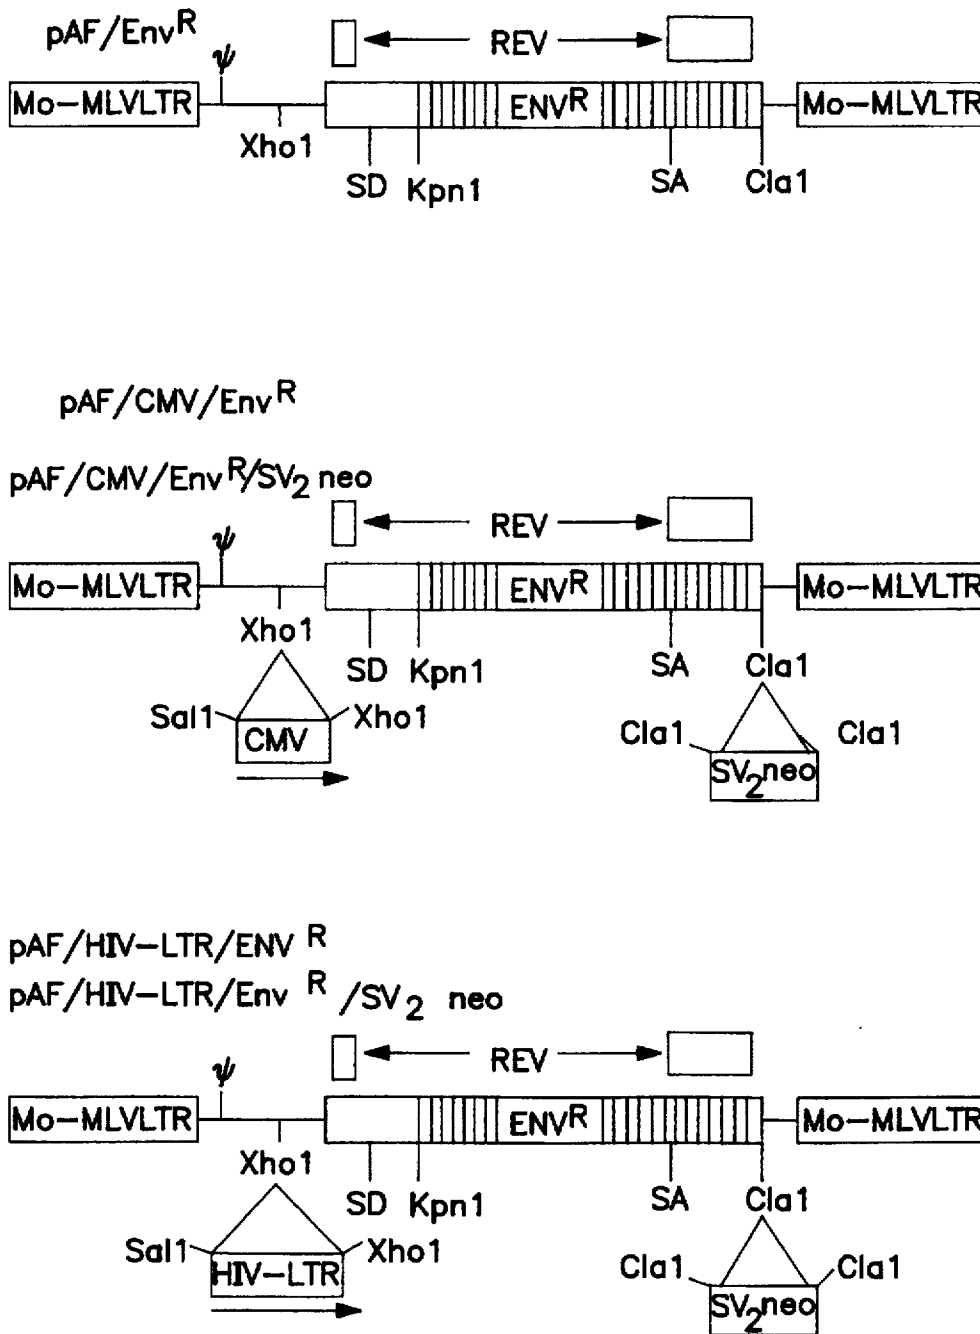 pAF/Env R
ψ
REV
Mo-MLVLTR
ENV R
Mo-MLVLTR
Xho1
SD
Kpn1
SA
Cla1
pAF/CMV/Env R
pAF/CMV/Env R/SV2 neo
ψ
REV
Mo-MLVLTR
ENV R
Mo-MLVLTR
Xho1
SD
Kpn1
SA
Cla1
Sal1
Xho1
CMV
Cla1
Cla1
SV2neo
pAF/HIV-LTR/ENV R
pAF/HIV-LTR/Env R /SV2 neo
ψ
REV
Mo-MLVLTR
ENV R
Mo-MLVLTR
Xho1
SD
Kpn1
SA
Cla1
Sal1
Xho1
HIV-LTR
Cla1
Cla1
SV2neo